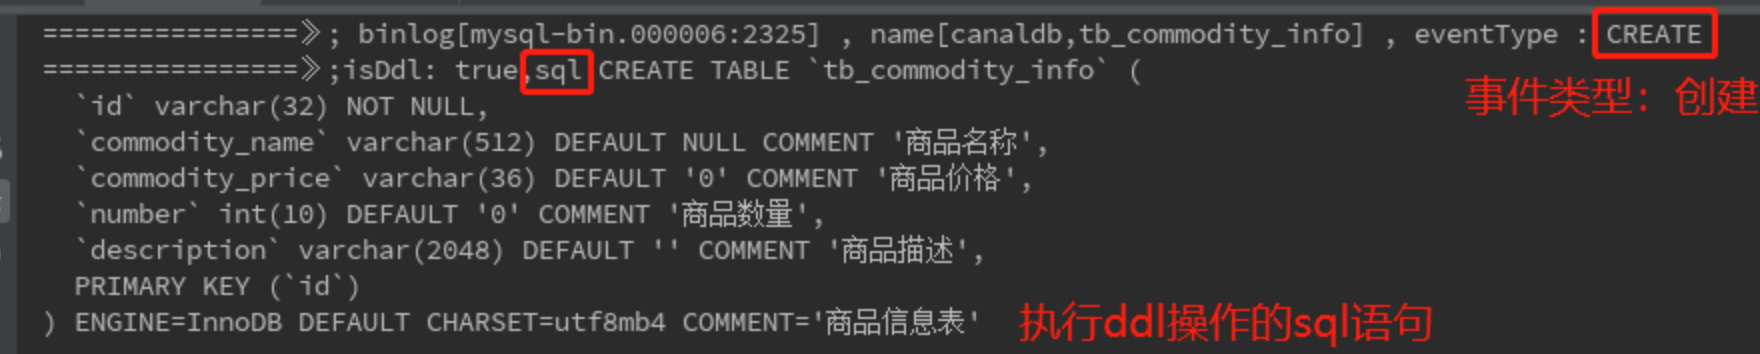 ================》; binlog[mysql-bin.000006:2325] , name[canaldb,tb_commodity_info] , eventType : CREATE
================》;isDdl: true,sql CREATE TABLE `tb_commodity_info` (
事件类型：创建
`id` varchar(32) NOT NULL,
`commodity_name` varchar(512) DEFAULT NULL COMMENT '商品名称',
`commodity_price` varchar(36) DEFAULT '0' COMMENT '商品价格',
`number` int(10) DEFAULT '0' COMMENT '商品数量',
`description` varchar(2048) DEFAULT '' COMMENT '商品描述',
PRIMARY KEY (`id`)
) ENGINE=InnoDB DEFAULT CHARSET=utf8mb4 COMMENT='商品信息表'
执行ddl操作的sql语句